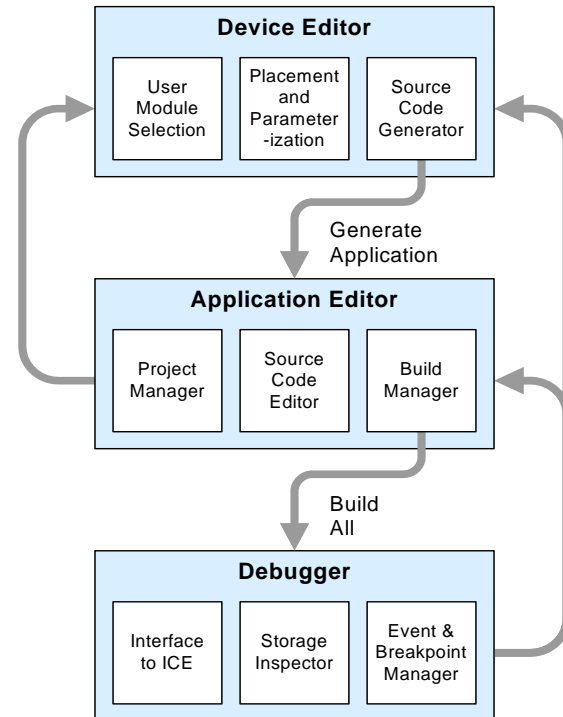 Device Editor
User
Module
Selection
Placement
and
Parameter
-ization
Source
Code
Generator
Generate
Application
Application Editor
Project
Manager
Source
Code
Editor
Build
Manager
Build
All
Debugger
Interface
to ICE
Storage
Inspector
Event &
Breakpoint
Manager